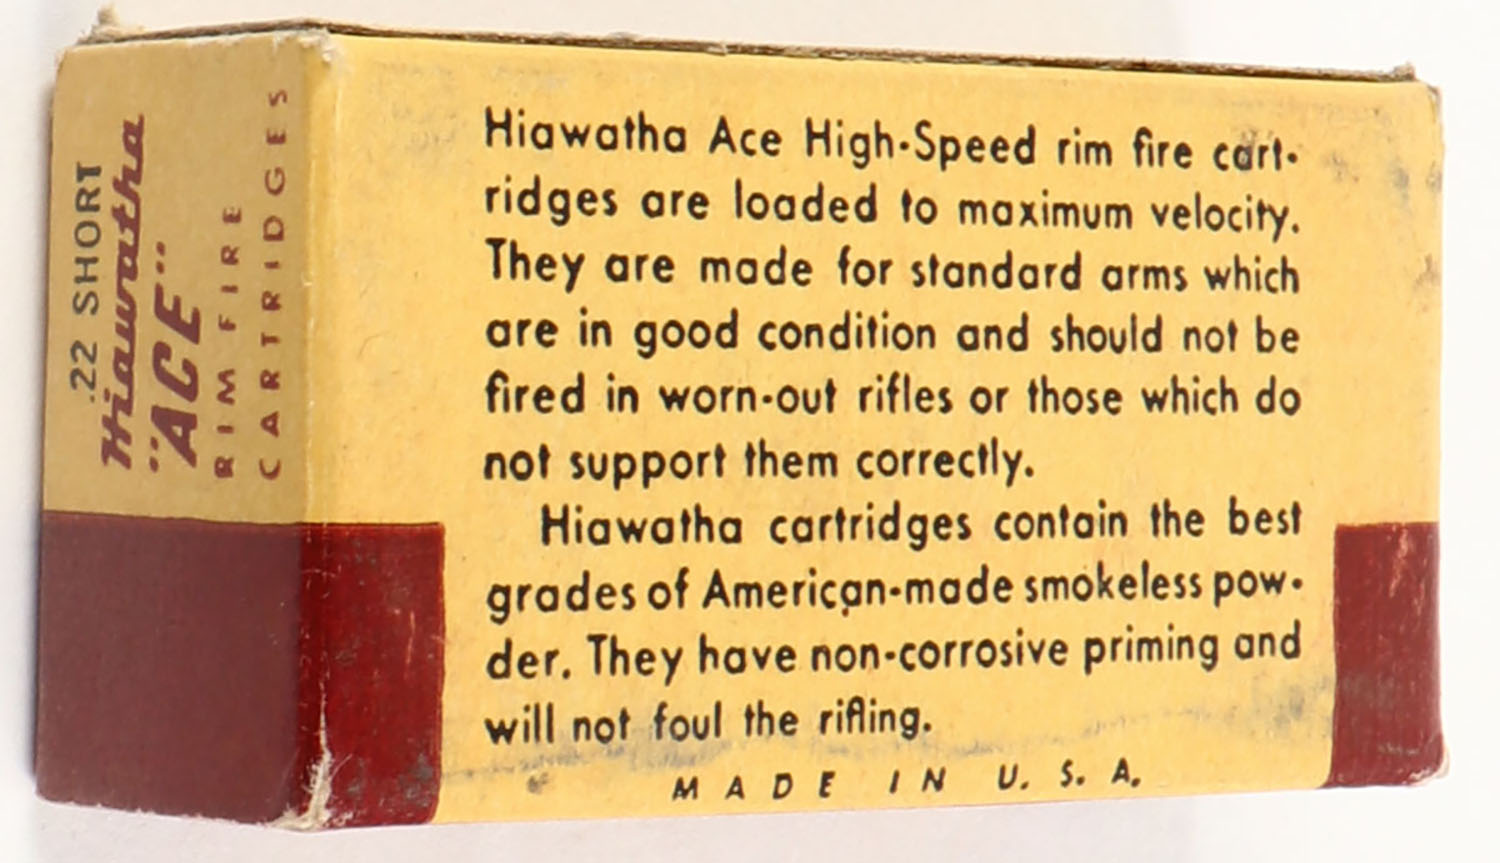 .22 SHORT
Hiawatha
"ACE"
RIM FIRE
CARTRIDGES
Hiawatha Ace High-Speed rim fire cart-
ridges are loaded to maximum velocity.
They are made for standard arms which
are in good condition and should not be
fired in worn-out rifles or those which do
not support them correctly.
Hiawatha cartridges contain the best
grades of American-made smokeless pow-
der. They have non-corrosive priming and
will not foul the rifling.
MADE IN U. S. A.